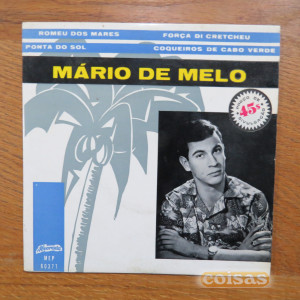 ROMEU DOS MARES
FORÇA DI CRETCHEU
PONTA DO SOL
COQUEIROS DE CABO VERDE
MÁRIO DE MELO
45
MEP
coisas